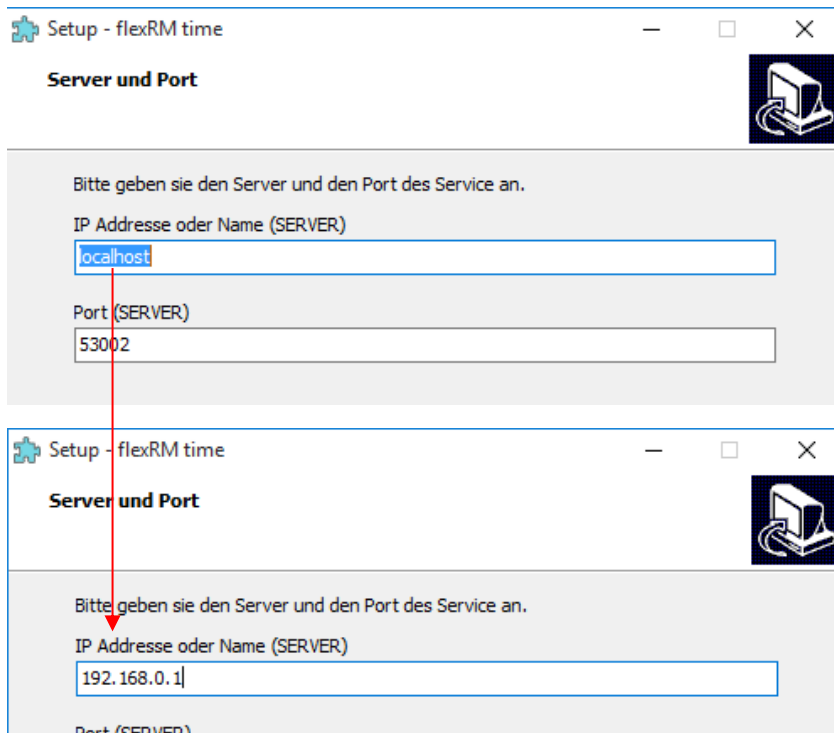 Setup - flexRM time
Server und Port
Bitte geben sie den Server und den Port des Service an.
IP Addresse oder Name (SERVER)
localhost
Port (SERVER)
53002
Setup - flexRM time
Server und Port
Bitte geben sie den Server und den Port des Service an.
IP Addresse oder Name (SERVER)
192.168.0.1
Port (SERVER)